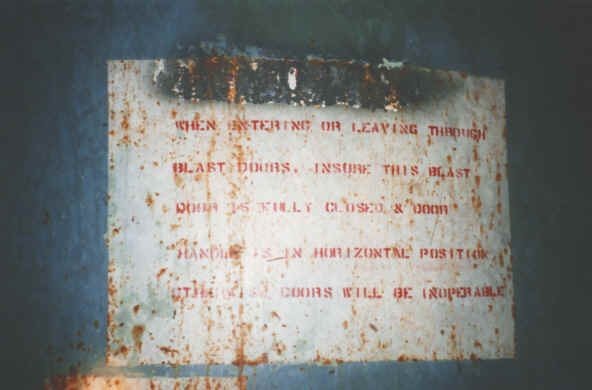 WHEN ENTERING OR LEAVING THROUGH
BLAST DOORS, INSURE THIS BLAST
DOOR IS FULLY CLOSED & DOOR
HANDLE IS IN HORIZONTAL POSITION
OTHERWISE DOORS WILL BE INOPERABLE